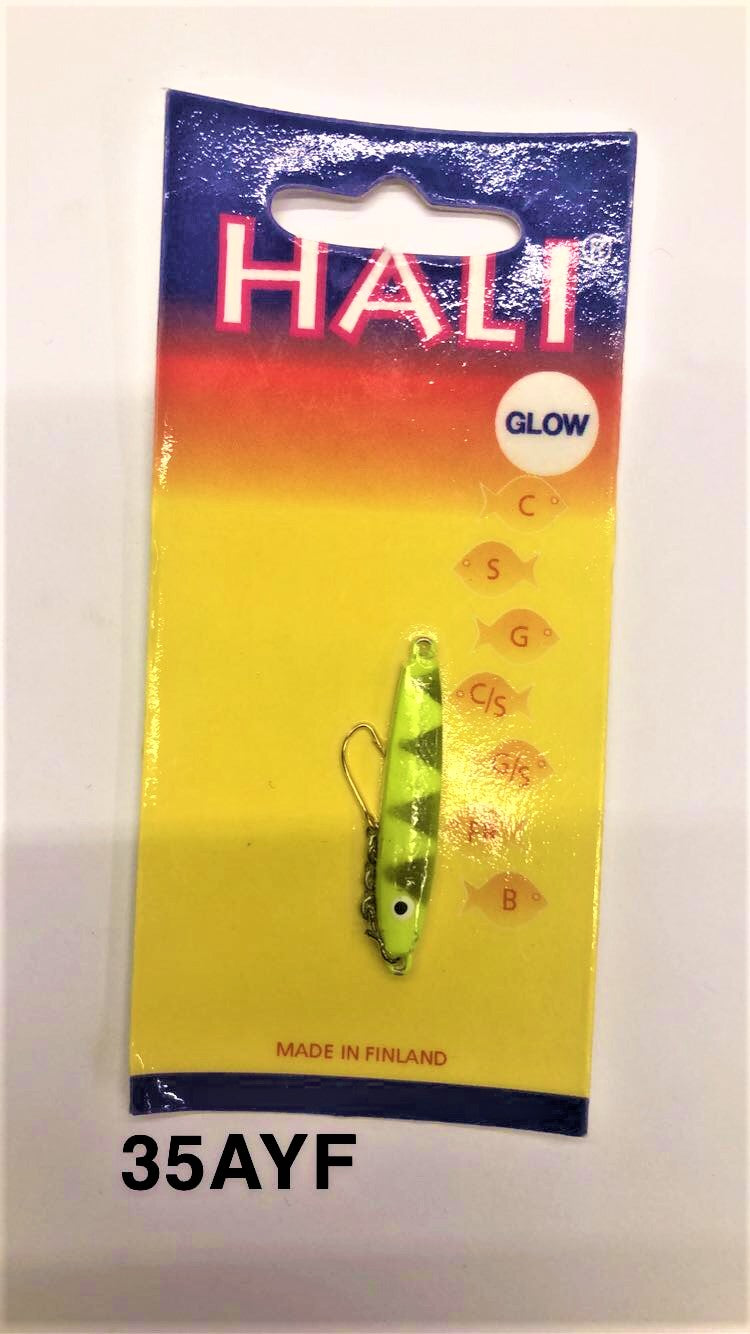 HALI®
GLOW
C
S
G
C/S
G/S
B
MADE IN FINLAND
35AYF